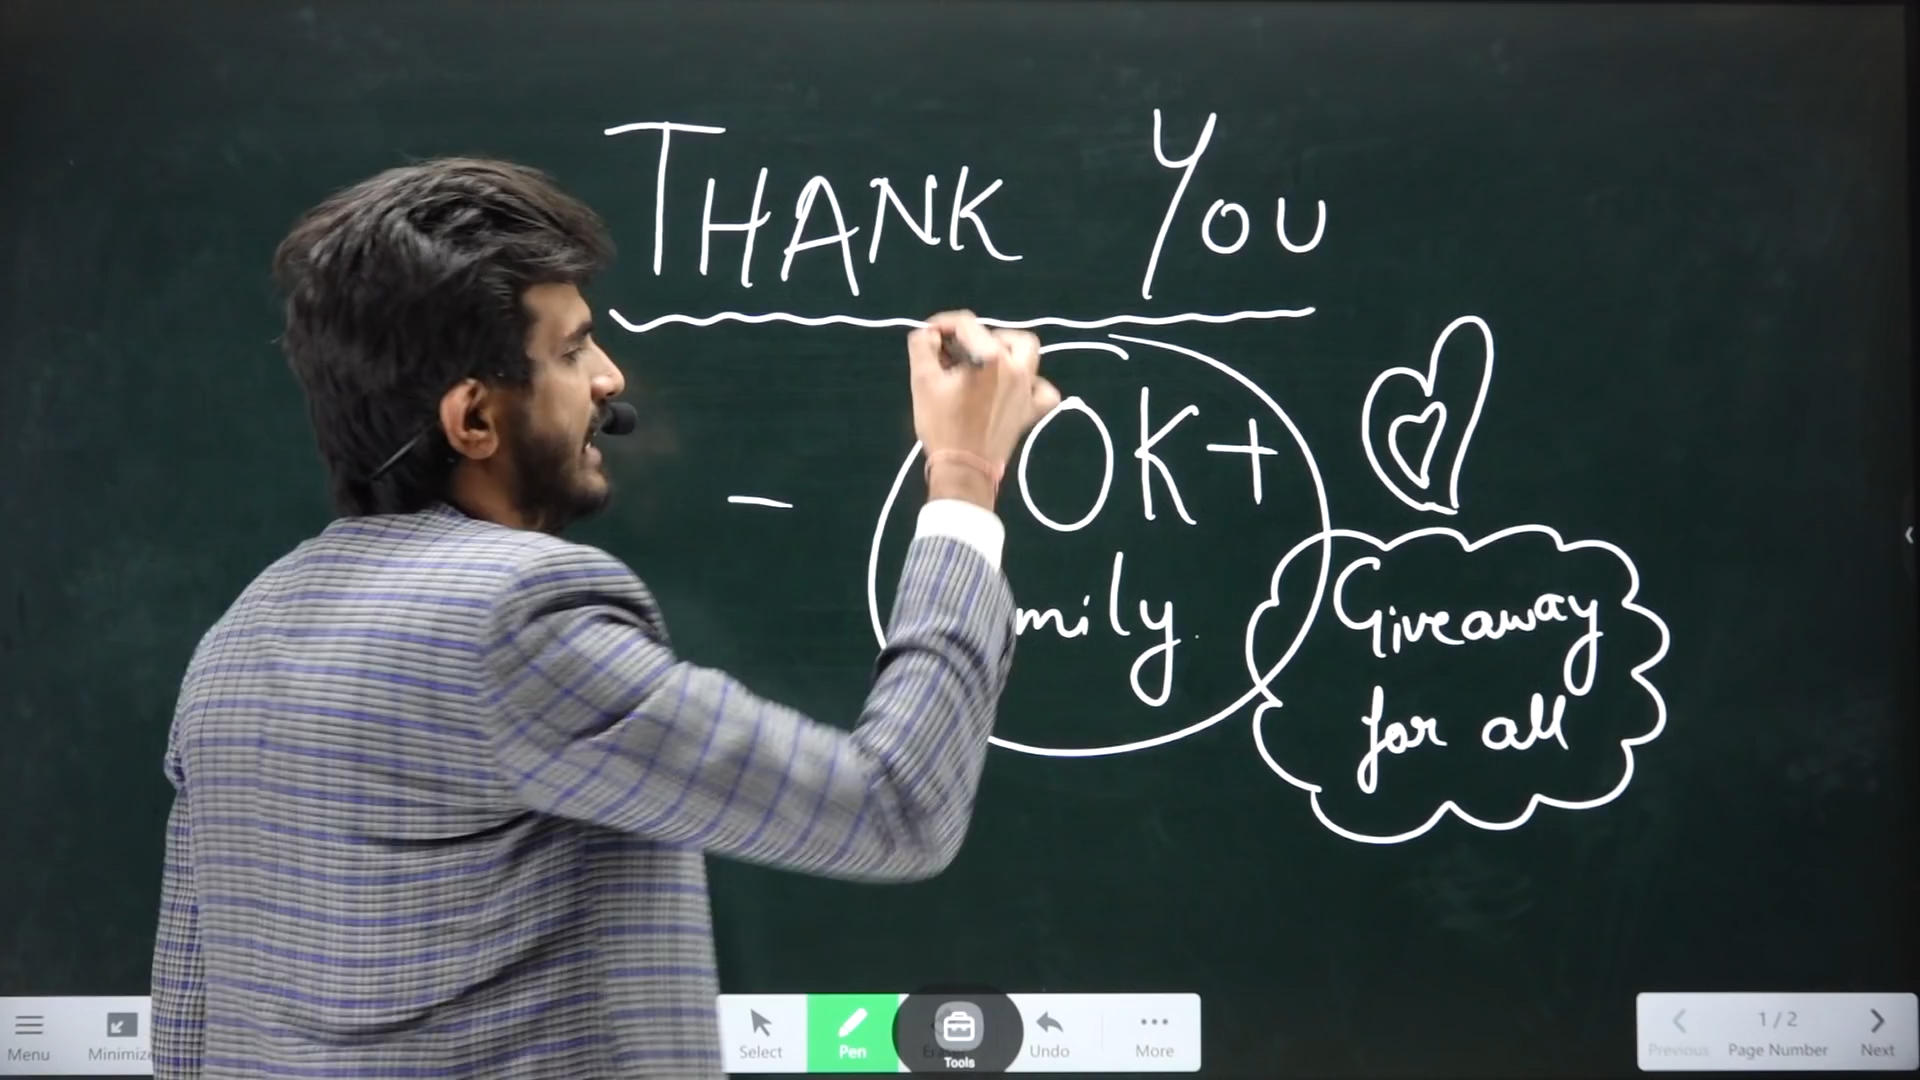 THANK YOU
OK+
mily.
Giveaway
for all
Menu
Minimize
Select
Pen
Tools
Undo
More
Previous
1 / 2
Page Number
Next